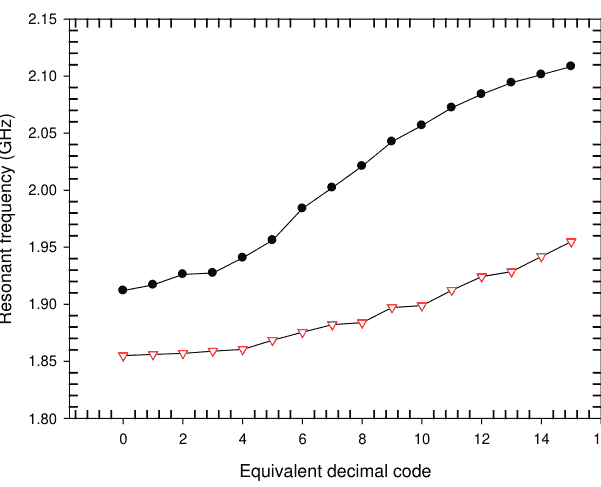 2.15
2.10
2.05
2.00
1.95
1.90
1.85
1.80
Resonant frequency (GHz)
0 2 4 6 8 10 12 14 1
Equivalent decimal code